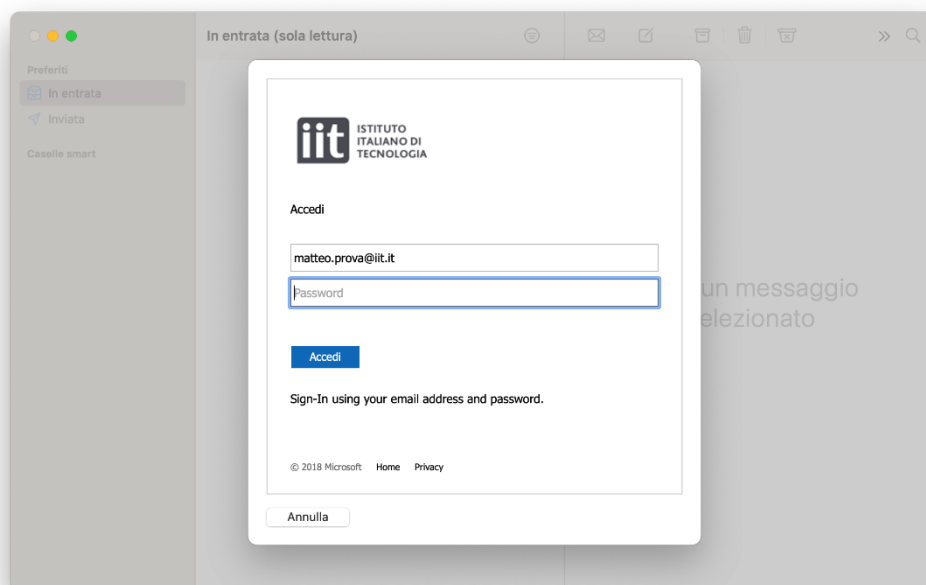 In entrata (sola lettura)
Preferiti
In entrata
Inviata
Caselle smart
iit ISTITUTO
ITALIANO DI
TECNOLOGIA
Accedi
matteo.prova@iit.it
Password
Accedi
Sign-In using your email address and password.
© 2018 Microsoft Home Privacy
Annulla
un messaggio
elezionato